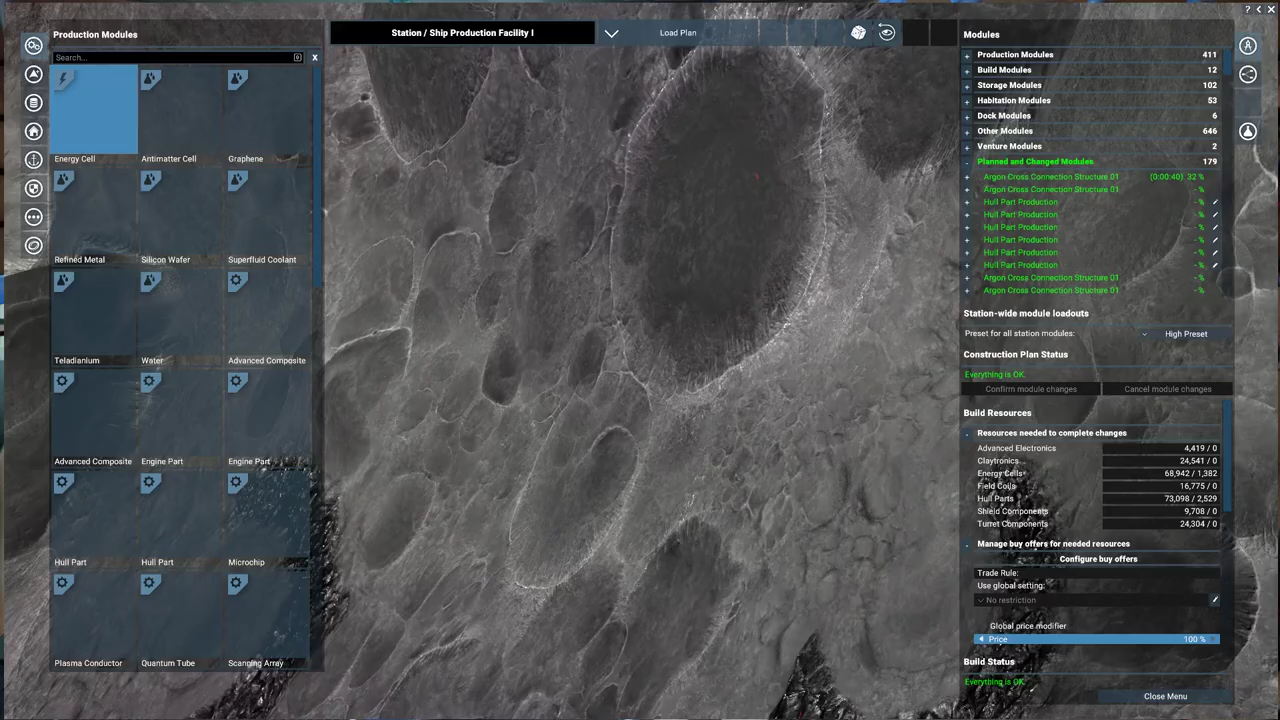 ? < ×
Production Modules
Search...
x
Energy Cell
Antimatter Cell
Graphene
Refined Metal
Silicon Wafer
Superfluid Coolant
Teladianium
Water
Advanced Composite
Advanced Composite
Engine Part
Engine Part
Hull Part
Hull Part
Microchip
Plasma Conductor
Quantum Tube
Scanning Array
Station / Ship Production Facility I
Load Plan
Modules
+ Production Modules 411
+ Build Modules 12
+ Storage Modules 102
+ Habitation Modules 53
+ Dock Modules 6
+ Other Modules 646
+ Venture Modules 2
- Planned and Changed Modules 179
+ Argon Cross Connection Structure 01 (0:00:40) 32 %
+ Argon Cross Connection Structure 01 - %
+ Hull Part Production - %
+ Hull Part Production - %
+ Hull Part Production - %
+ Hull Part Production - %
+ Hull Part Production - %
+ Hull Part Production - %
+ Argon Cross Connection Structure 01 - %
+ Argon Cross Connection Structure 01 - %
Station-wide module loadouts
Preset for all station modules: High Preset
Construction Plan Status
Everything is OK.
Confirm module changes Cancel module changes
Build Resources
- Resources needed to complete changes
Advanced Electronics 4,419 / 0
Claytronics 24,541 / 0
Energy Cells 68,942 / 1,382
Field Coils 16,775 / 0
Hull Parts 73,098 / 2,529
Shield Components 9,708 / 0
Turret Components 24,304 / 0
- Manage buy offers for needed resources
Configure buy offers
Trade Rule:
Use global setting:
No restriction
Global price modifier
Price 100 %
Build Status
Everything is OK.
Close Menu